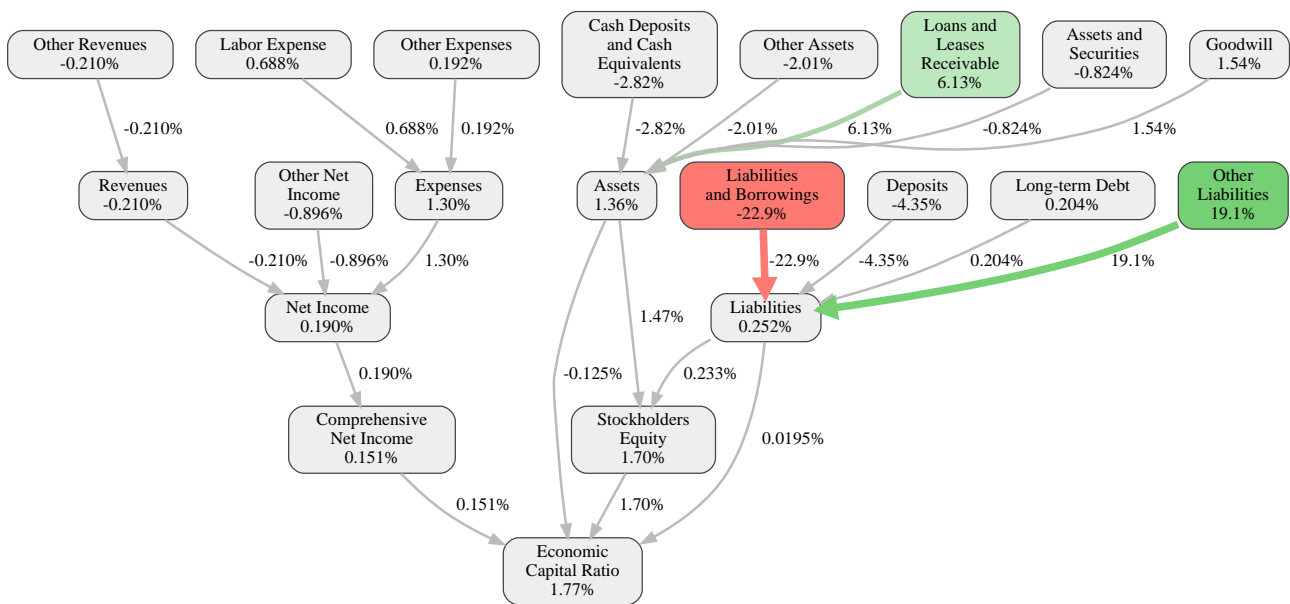 Other Revenues
-0.210%
Labor Expense
0.688%
Other Expenses
0.192%
Cash Deposits
and Cash
Equivalents
-2.82%
Other Assets
-2.01%
Loans and
Leases
Receivable
6.13%
Assets and
Securities
-0.824%
Goodwill
1.54%
-0.210%
0.688%
0.192%
-2.82%
-2.01%
6.13%
-0.824%
1.54%
Revenues
-0.210%
Other Net
Income
-0.896%
Expenses
1.30%
Assets
1.36%
Liabilities
and Borrowings
-22.9%
Deposits
-4.35%
Long-term Debt
0.204%
Other
Liabilities
19.1%
-0.210%
-0.896%
1.30%
-22.9%
-4.35%
0.204%
19.1%
Net Income
0.190%
1.47%
Liabilities
0.252%
0.190%
-0.125%
0.233%
Comprehensive
Net Income
0.151%
Stockholders
Equity
1.70%
0.0195%
0.151%
1.70%
Economic
Capital Ratio
1.77%